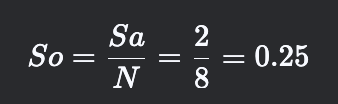 So = Sa/N = 2/8 = 0.25